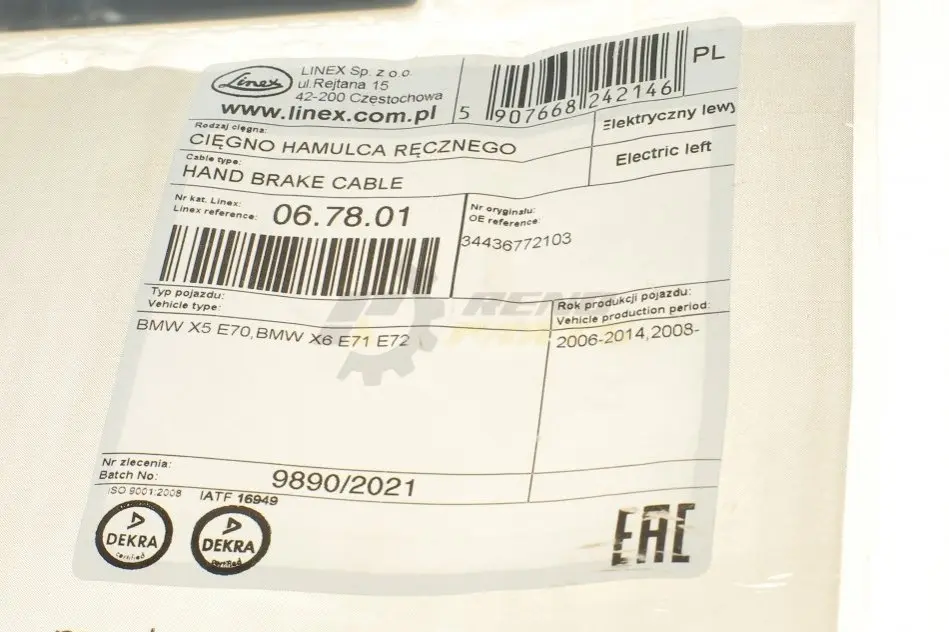 Linex
LINEX Sp. z o.o.
ul.Rejtana 15
42-200 Częstochowa
www.linex.com.pl
5 907668 242146
PL
Rodzaj cięgna:
CIĘGNO HAMULCA RĘCZNEGO
Elektryczny lewy
Cable type:
HAND BRAKE CABLE
Electric left
Nr kat. Linex:
Linex reference:
06.78.01
Nr oryginału:
OE reference:
34436772103
Typ pojazdu:
Vehicle type:
BMW X5 E70,BMW X6 E71 E72
Rok produkcji pojazdu:
Vehicle production period:
2006-2014,2008-
Nr zlecenia:
Batch No:
9890/2021
ISO 9001:2008
IATF 16949
DEKRA
certified
DEKRA
certified
EAC